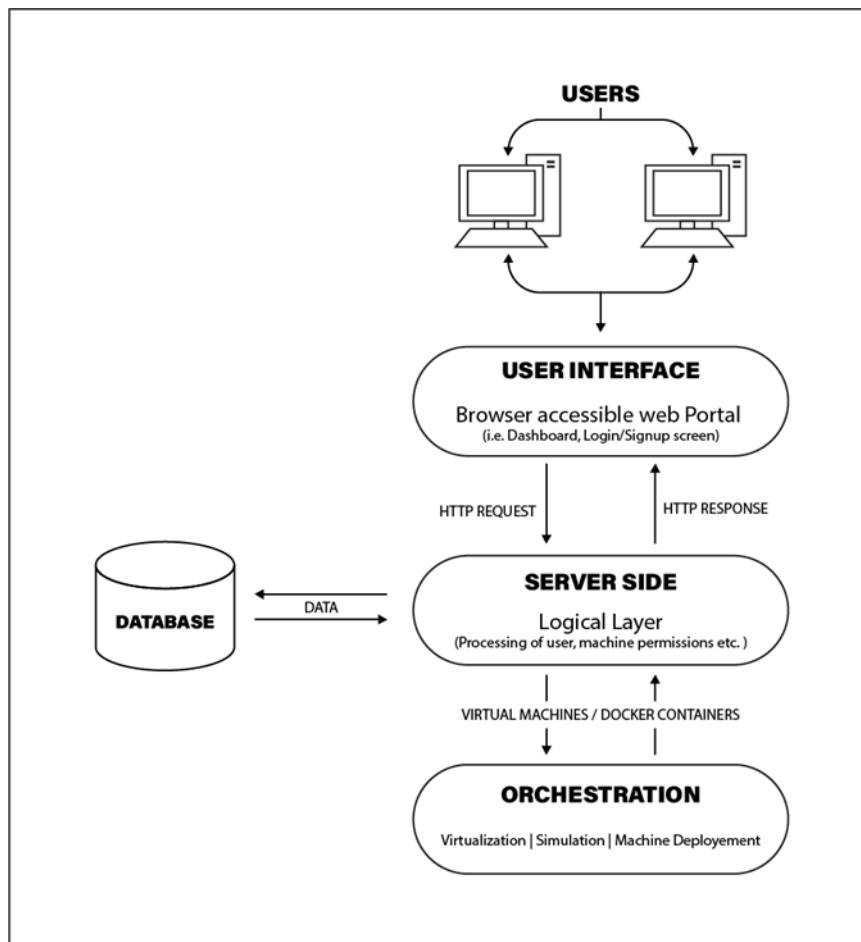 USERS
USER INTERFACE
Browser accessible web Portal
(i.e. Dashboard, Login/Signup screen)
HTTP REQUEST
HTTP RESPONSE
SERVER SIDE
Logical Layer
(Processing of user, machine permissions etc. )
DATABASE
DATA
VIRTUAL MACHINES / DOCKER CONTAINERS
ORCHESTRATION
Virtualization | Simulation | Machine Deployement